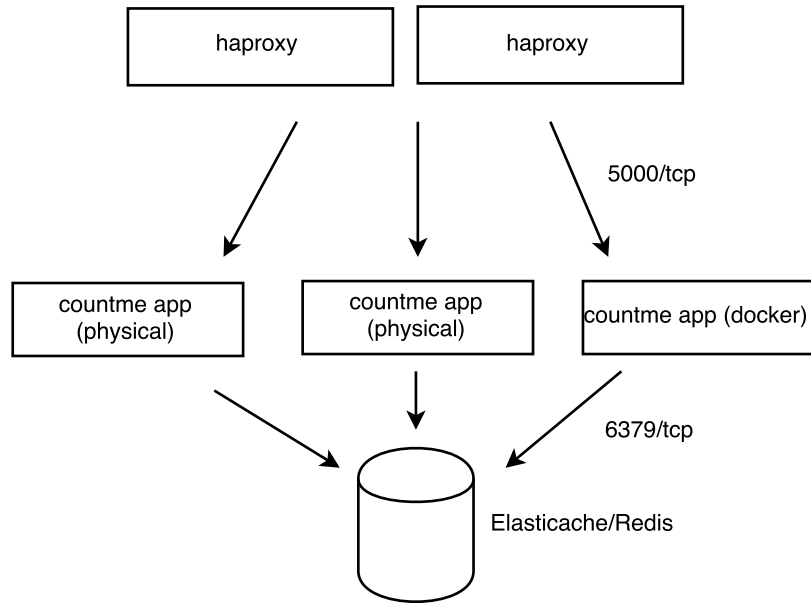 haproxy
haproxy
5000/tcp
countme app
(physical)
countme app
(physical)
countme app (docker)
6379/tcp
Elasticache/Redis